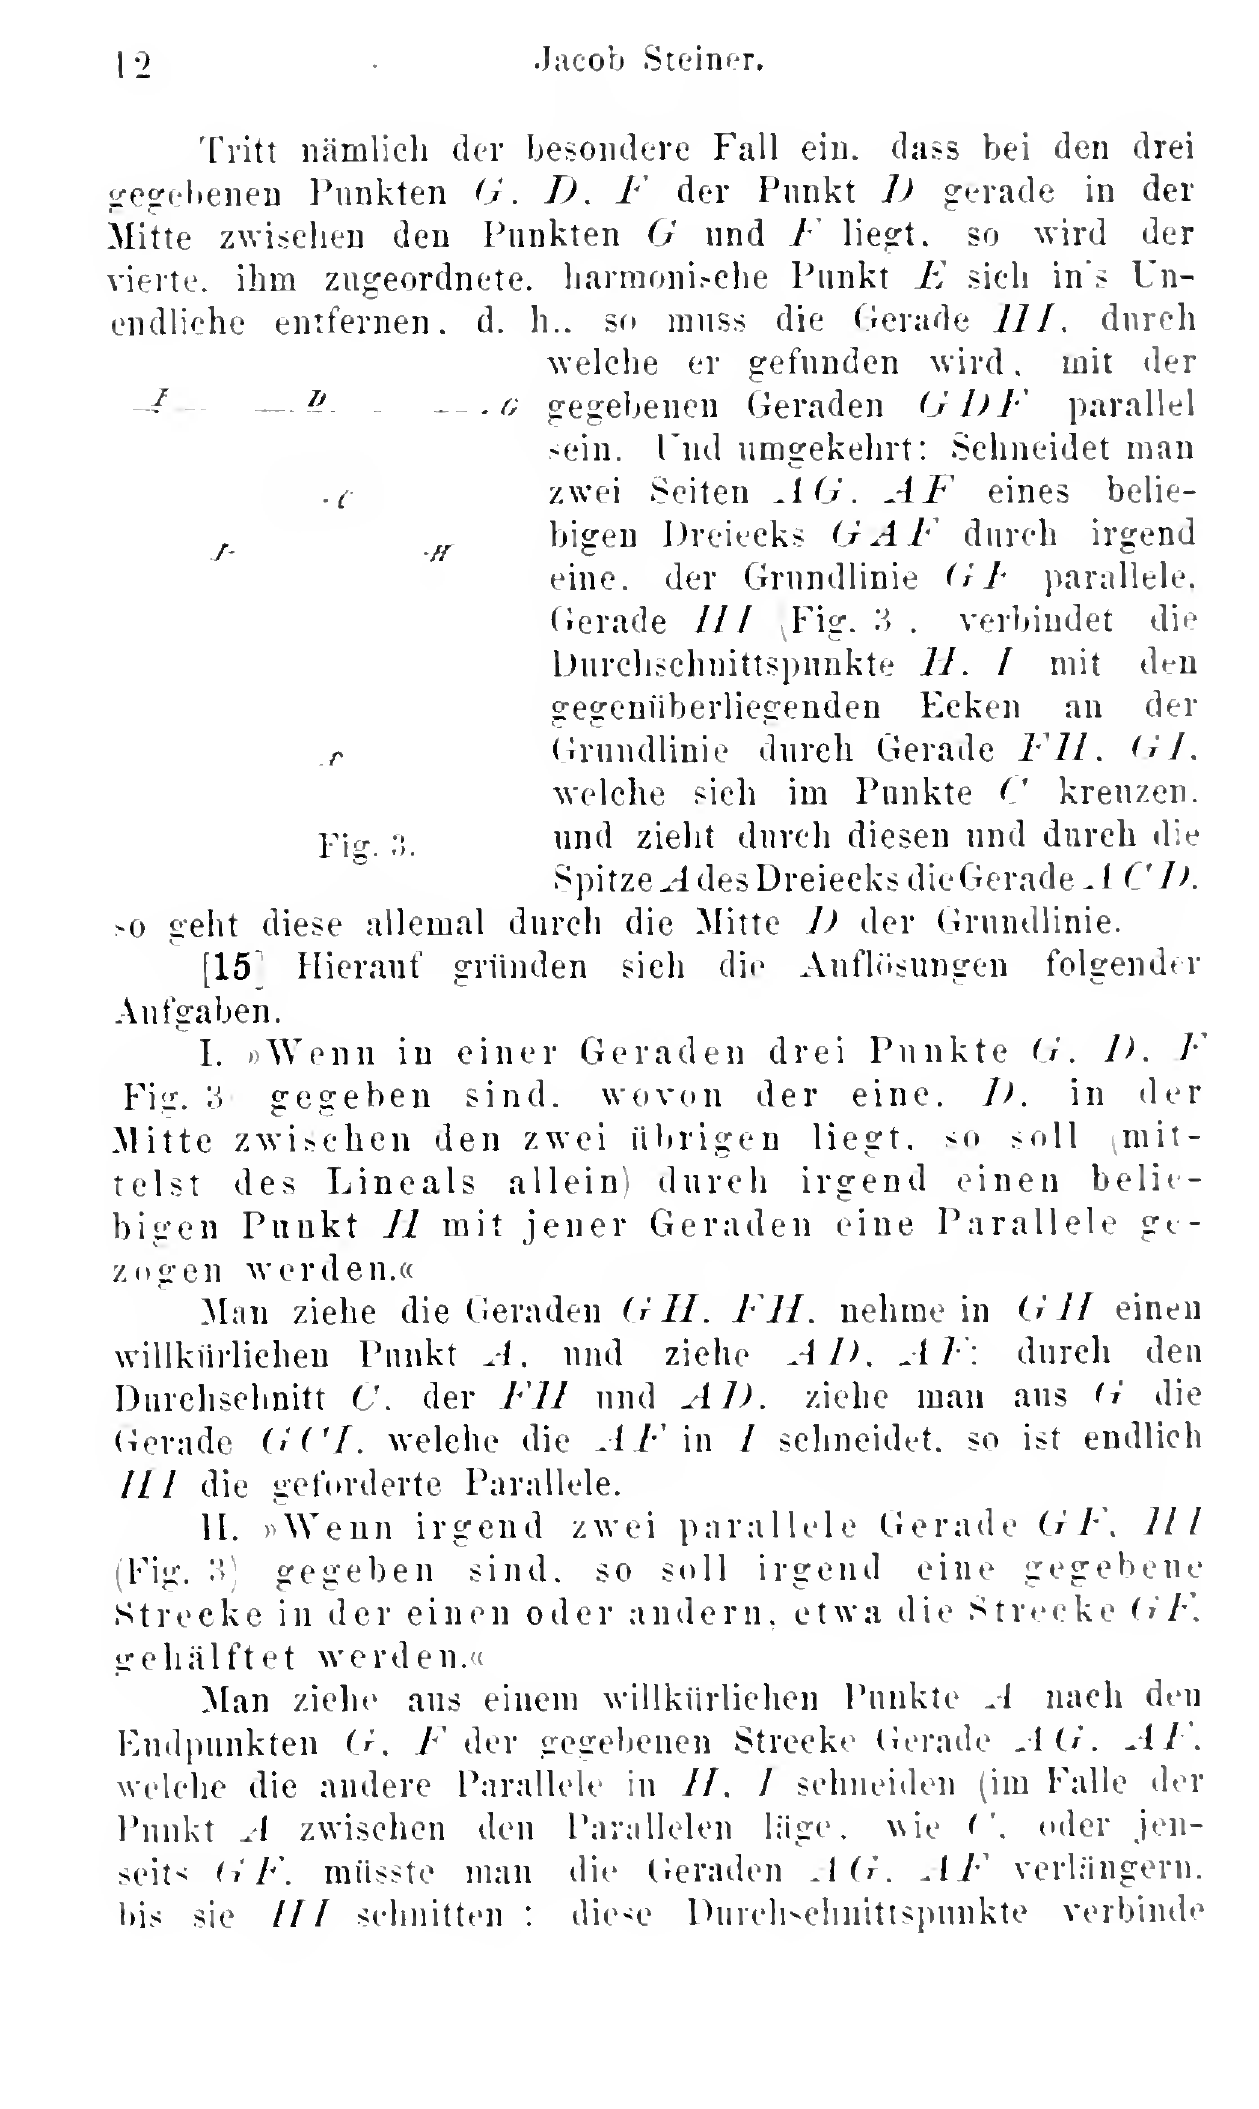 12 Jacob Steiner.
Tritt nämlich der besondere Fall ein, dass bei den drei
gegebenen Punkten G, D, F der Punkt D gerade in der
Mitte zwischen den Punkten G und F liegt, so wird der
vierte, ihm zugeordnete, harmonische Punkt E sich in's Un-
endliche entfernen, d. h., so muss die Gerade HI, durch
welche er gefunden wird, mit der
gegebenen Geraden GDF parallel
sein. Und umgekehrt: Schneidet man
zwei Seiten AG, AF eines belie-
bigen Dreiecks GAF durch irgend
eine, der Grundlinie GF parallele,
Gerade HI (Fig. 3), verbindet die
Durchschnittspunkte H, I mit den
gegenüberliegenden Ecken an der
Grundlinie durch Gerade FH, GI,
welche sich im Punkte C kreuzen,
und zieht durch diesen und durch die
Spitze A des Dreiecks die Gerade ACD,
D G
C
H
Fig. 3.
so geht diese allemal durch die Mitte D der Grundlinie.
[15] Hierauf gründen sich die Auflösungen folgender
Aufgaben.
I. »Wenn in einer Geraden drei Punkte G, D, F
Fig. 3 gegeben sind, wovon der eine, D, in der
Mitte zwischen den zwei übrigen liegt, so soll (mit-
telst des Lineals allein) durch irgend einen belie-
bigen Punkt H mit jener Geraden eine Parallele ge-
zogen werden.«
Man ziehe die Geraden GH, FH, nehme in GH einen
willkürlichen Punkt A, und ziehe AD, AF; durch den
Durchschnitt C, der FH und AD, ziehe man aus G die
Gerade GCI, welche die AF in I schneidet, so ist endlich
HI die geforderte Parallele.
II. »Wenn irgend zwei parallele Gerade GF, HI
(Fig. 3) gegeben sind, so soll irgend eine gegebene
Strecke in der einen oder andern, etwa die Strecke GF,
gehälftet werden.«
Man ziehe aus einem willkürlichen Punkte A nach den
Endpunkten G, F der gegebenen Strecke Gerade AG, AF,
welche die andere Parallele in H, I schneiden (im Falle der
Punkt A zwischen den Parallelen läge, wie C, oder jen-
seits GF, müsste man die Geraden AG, AF verlängern,
bis sie HI schnitten : diese Durchschnittspunkte verbinde